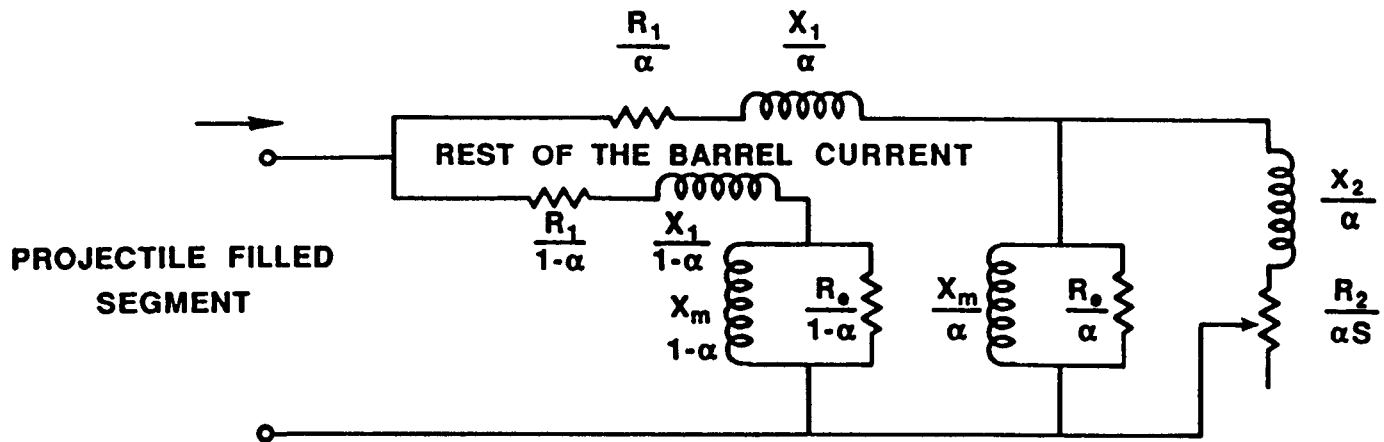 R₁/α X₁/α
REST OF THE BARREL CURRENT
R₁/1-α X₁/1-α
X₂/α
PROJECTILE FILLED
SEGMENT
Xₘ 1-α Rₑ/1-α Xₘ/α Rₑ/α R₂/αS